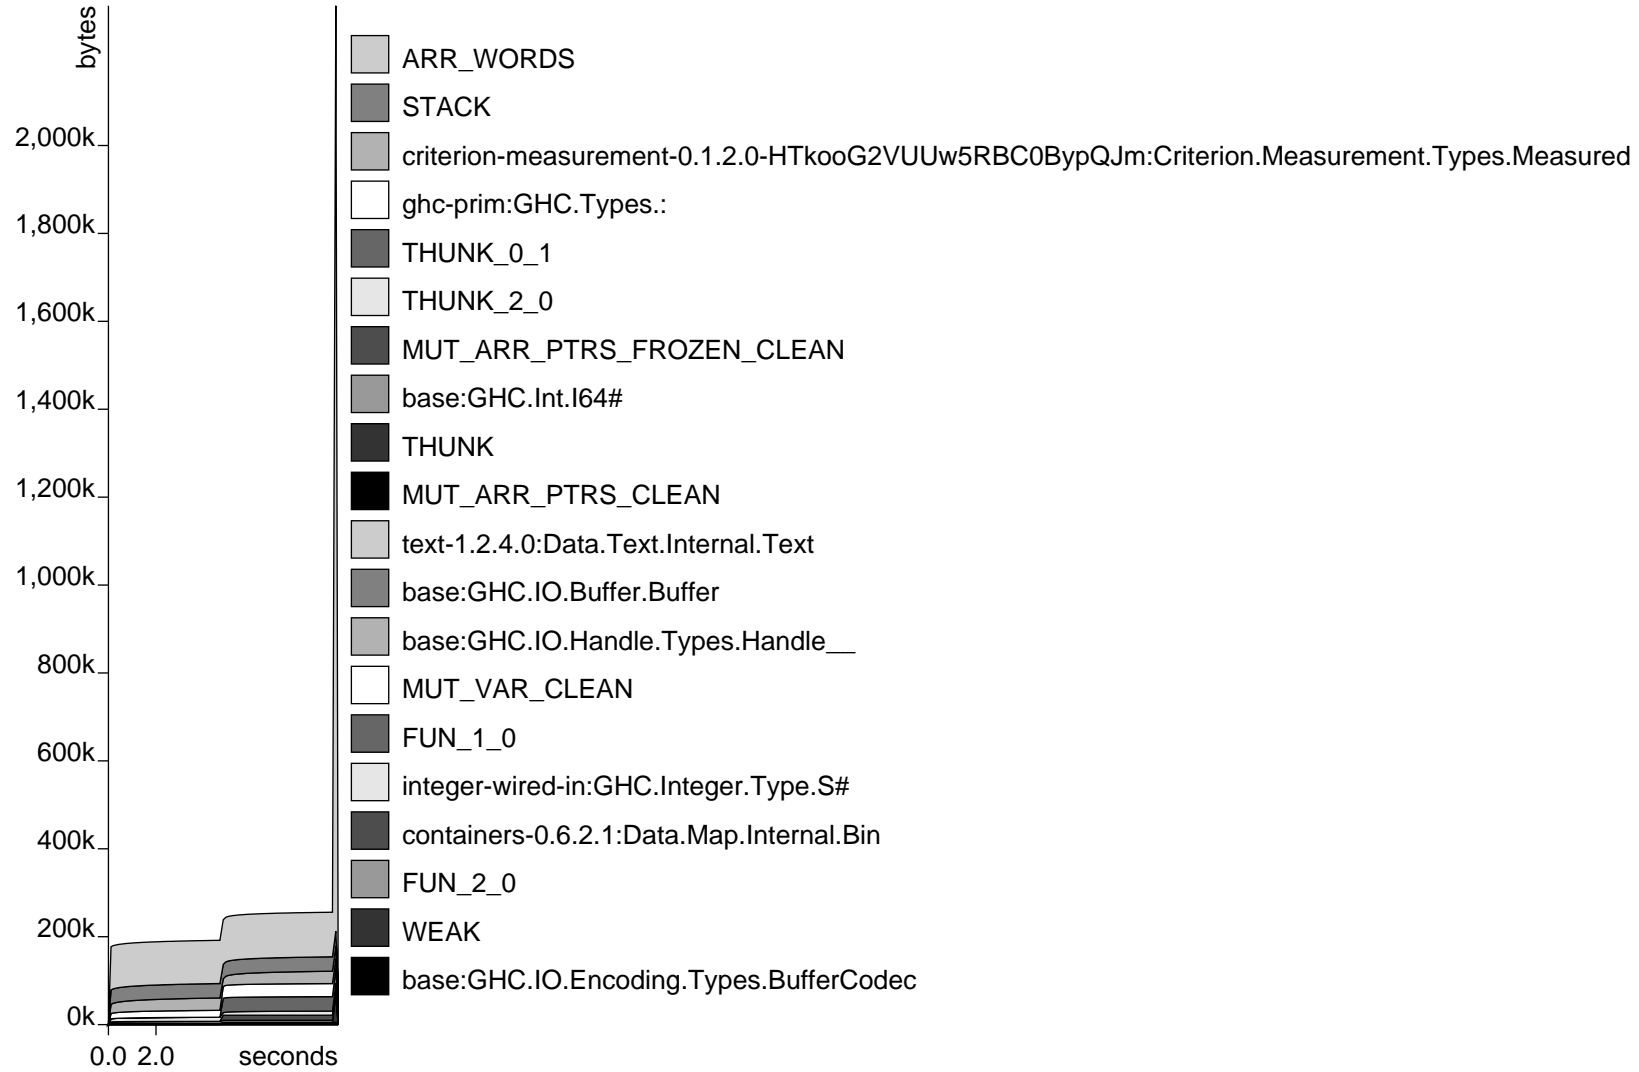 bytes
2,000k
1,800k
1,600k
1,400k
1,200k
1,000k
800k
600k
400k
200k
0k
0.0 2.0 seconds
ARR_WORDS
STACK
criterion-measurement-0.1.2.0-HTkooG2VUUw5RBC0BypQJm:Criterion.Measurement.Types.Measured
ghc-prim:GHC.Types.:
THUNK_0_1
THUNK_2_0
MUT_ARR_PTRS_FROZEN_CLEAN
base:GHC.Int.I64#
THUNK
MUT_ARR_PTRS_CLEAN
text-1.2.4.0:Data.Text.Internal.Text
base:GHC.IO.Buffer.Buffer
base:GHC.IO.Handle.Types.Handle__
MUT_VAR_CLEAN
FUN_1_0
integer-wired-in:GHC.Integer.Type.S#
containers-0.6.2.1:Data.Map.Internal.Bin
FUN_2_0
WEAK
base:GHC.IO.Encoding.Types.BufferCodec